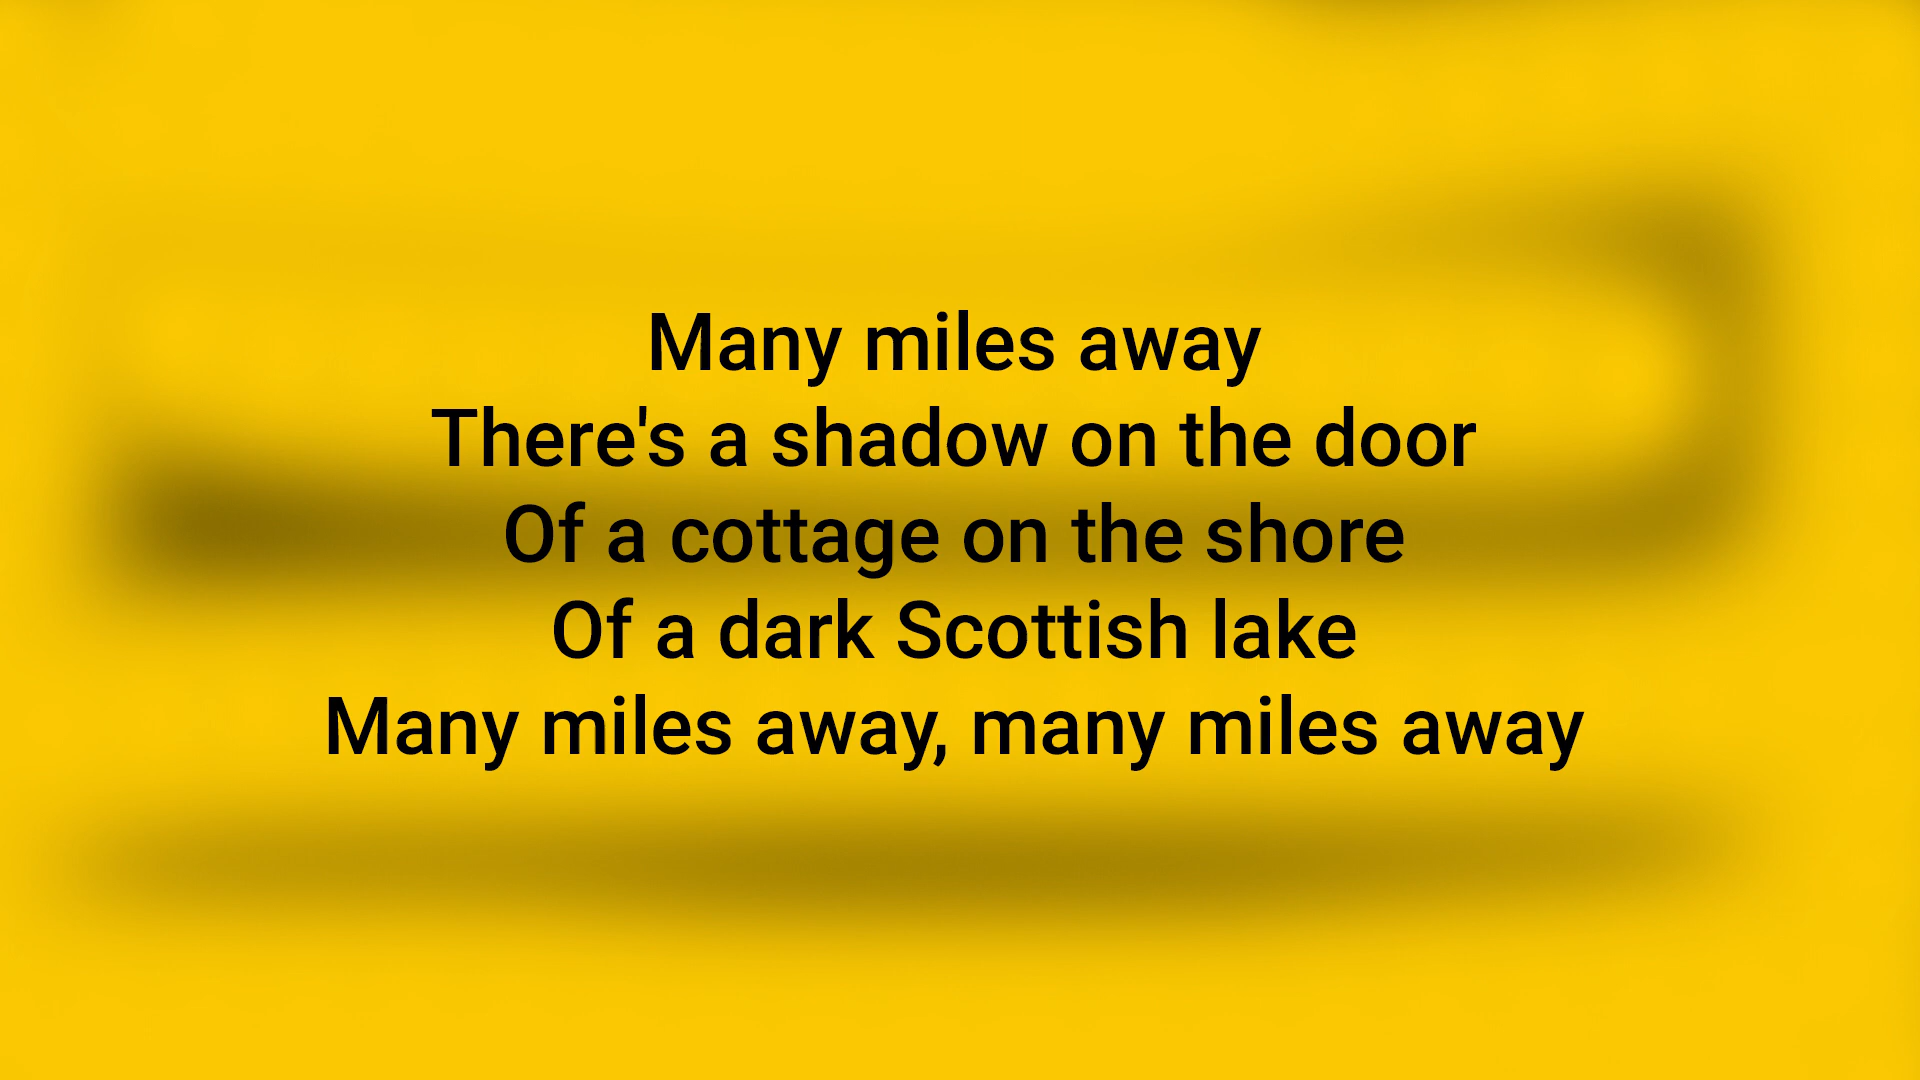 Many miles away
There's a shadow on the door
Of a cottage on the shore
Of a dark Scottish lake
Many miles away, many miles away